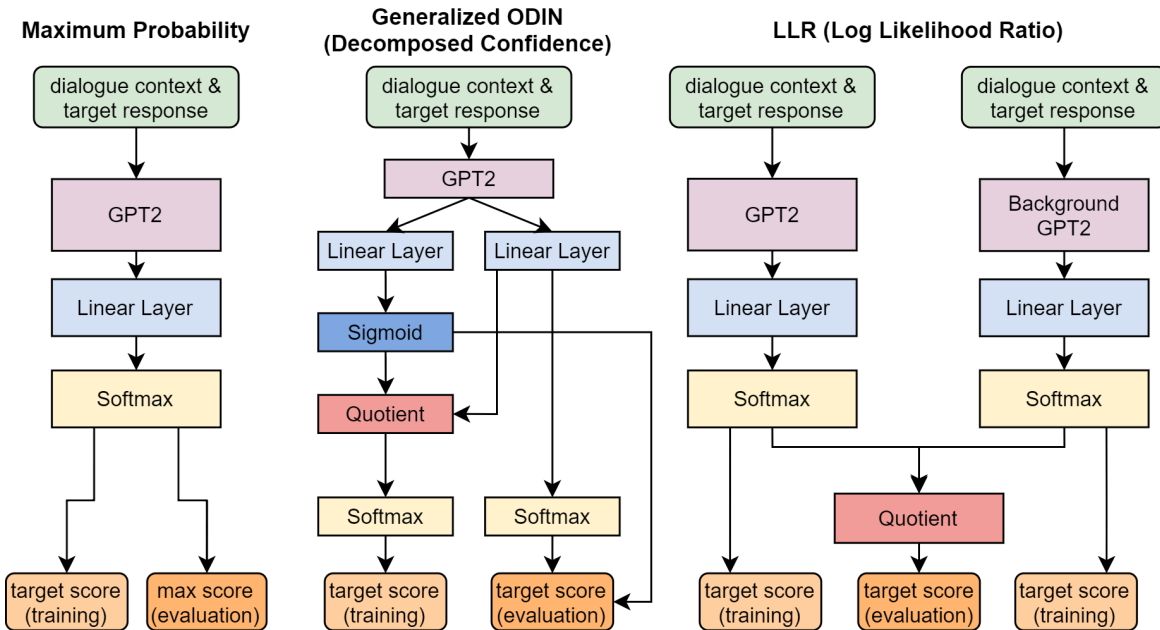 Maximum Probability
dialogue context &
target response
GPT2
Linear Layer
Softmax
target score
(training)
max score
(evaluation)
Generalized ODIN
(Decomposed Confidence)
dialogue context &
target response
GPT2
Linear Layer
Linear Layer
Sigmoid
Quotient
Softmax
Softmax
target score
(training)
target score
(evaluation)
LLR (Log Likelihood Ratio)
dialogue context &
target response
dialogue context &
target response
GPT2
Background
GPT2
Linear Layer
Linear Layer
Softmax
Softmax
Quotient
target score
(training)
target score
(evaluation)
target score
(training)